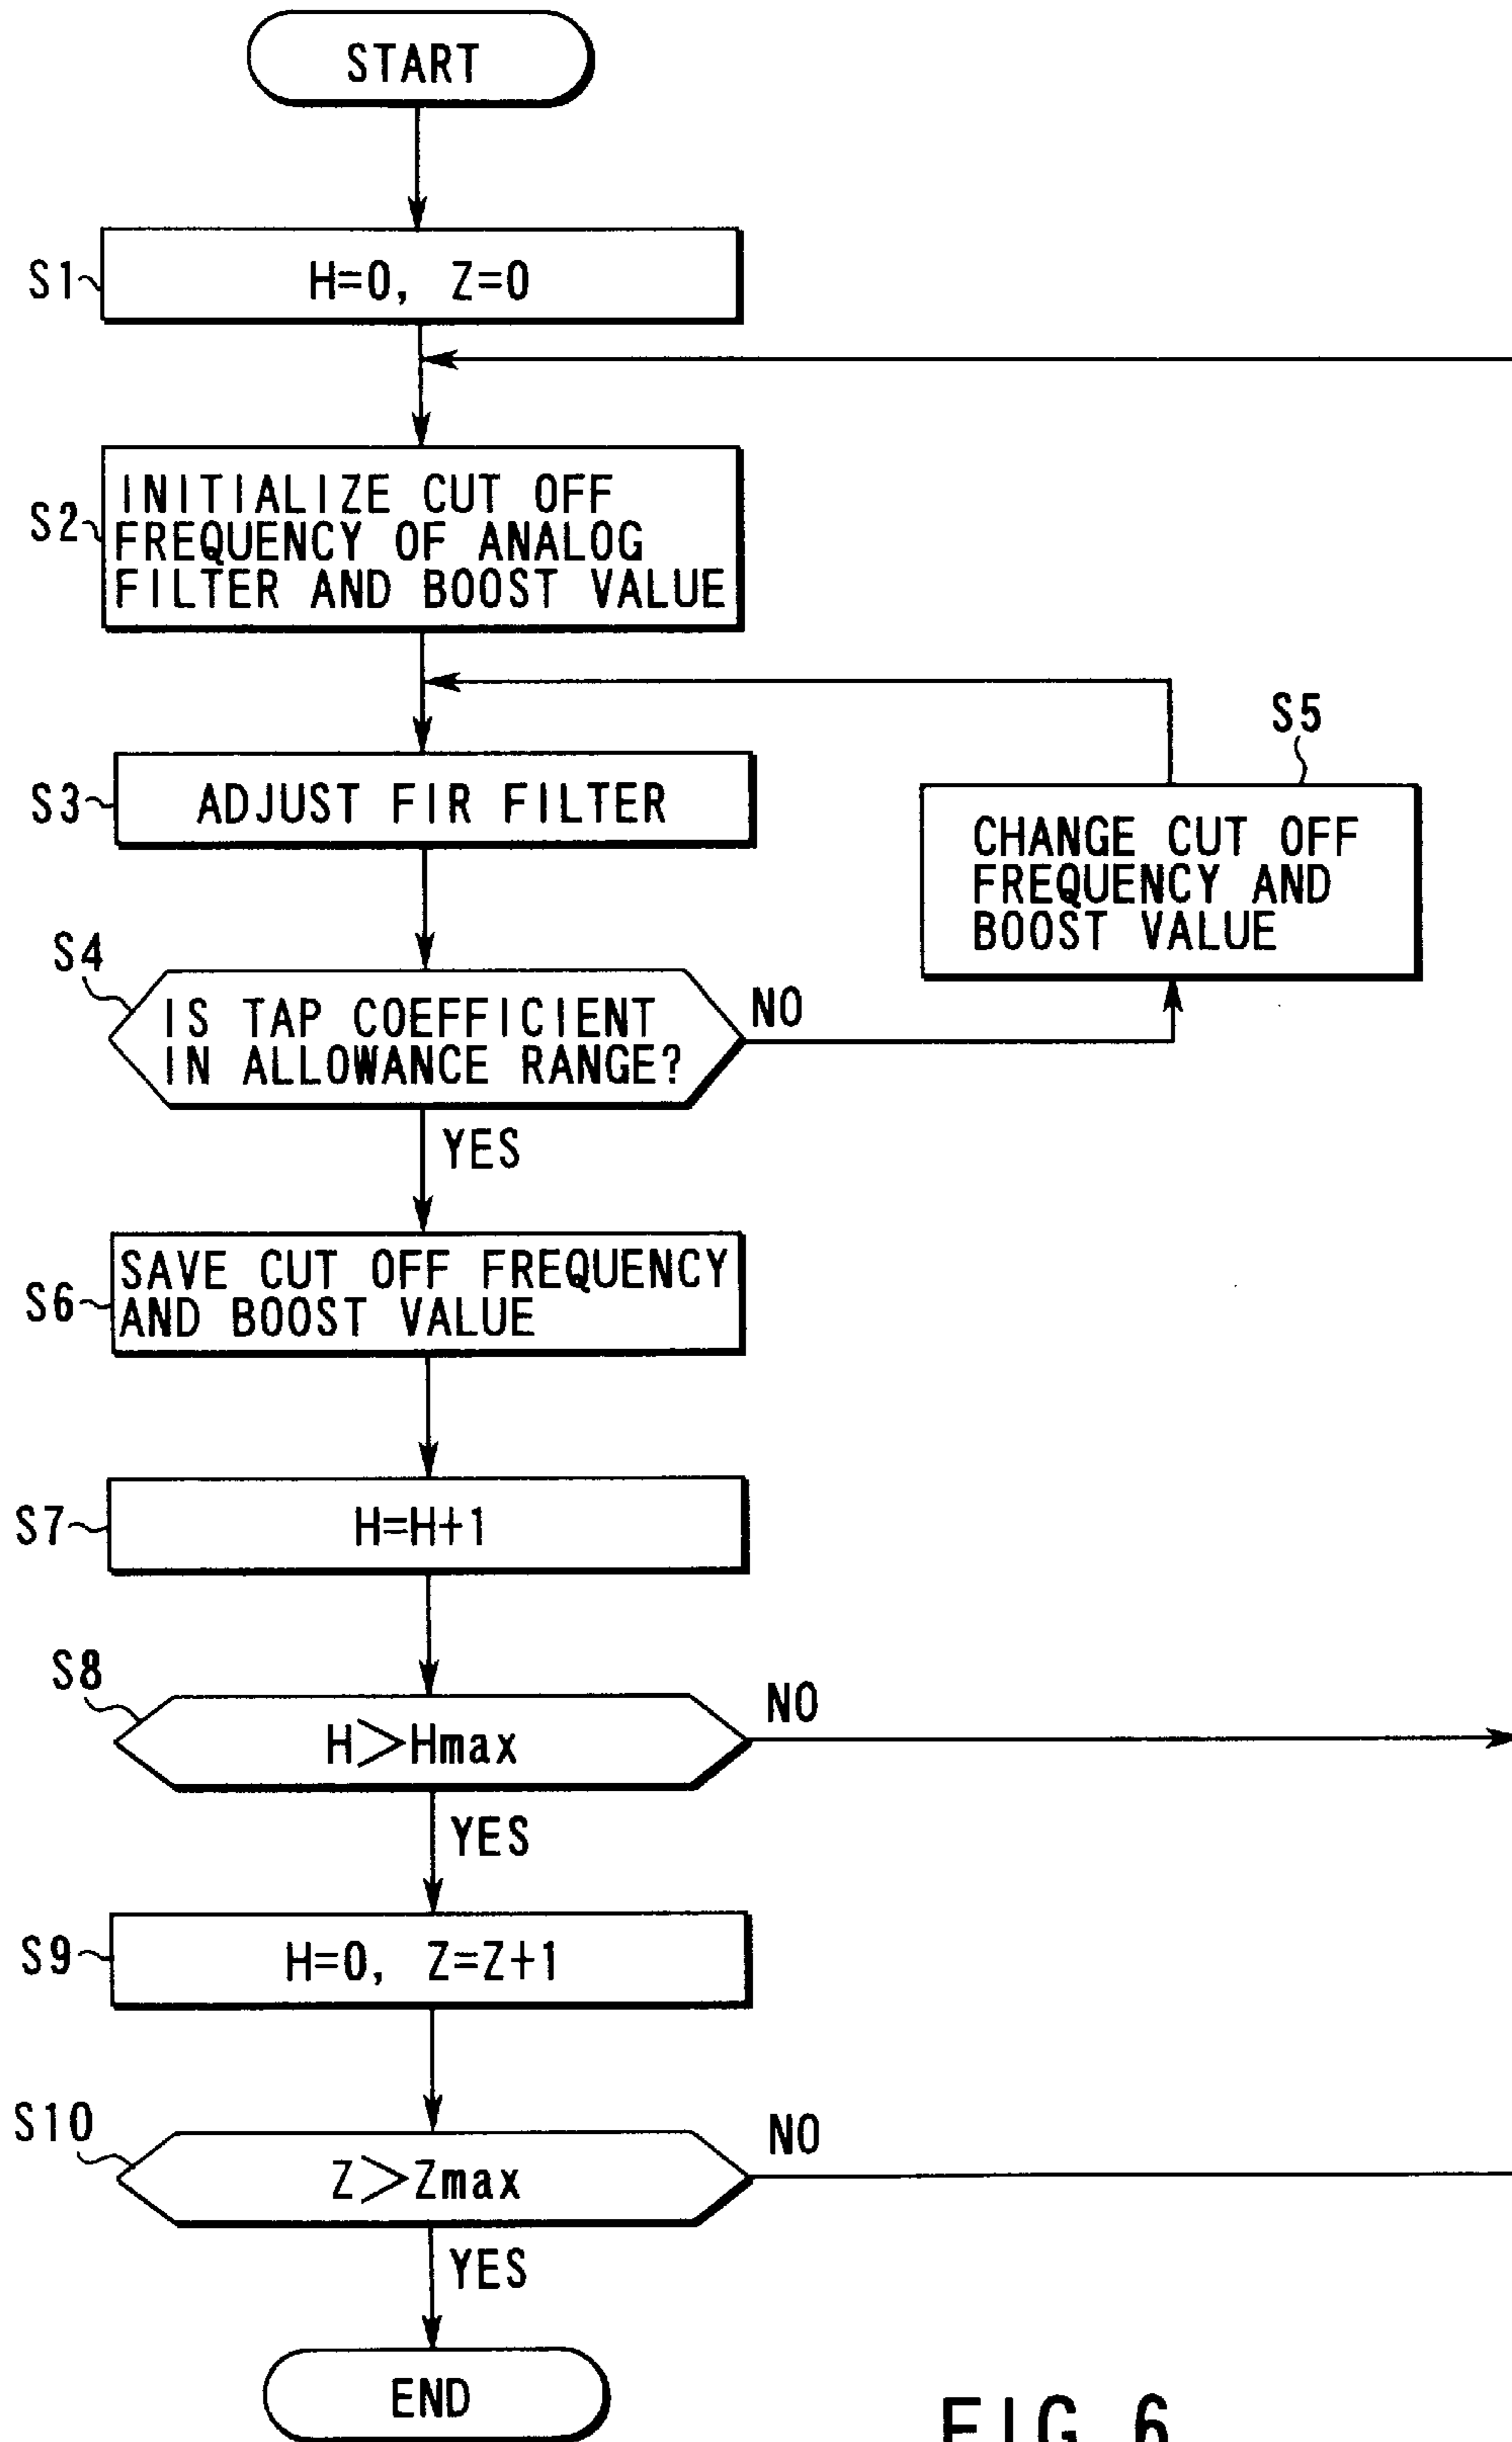 START
S1
H=0, Z=0
S2
INITIALIZE CUT OFF
FREQUENCY OF ANALOG
FILTER AND BOOST VALUE
S3
ADJUST FIR FILTER
S5
CHANGE CUT OFF
FREQUENCY AND
BOOST VALUE
S4
IS TAP COEFFICIENT
IN ALLOWANCE RANGE?
NO
YES
S6
SAVE CUT OFF FREQUENCY
AND BOOST VALUE
S7
H=H+1
S8
H>Hmax
NO
YES
S9
H=0, Z=Z+1
S10
Z>Zmax
NO
YES
END
FIG. 6